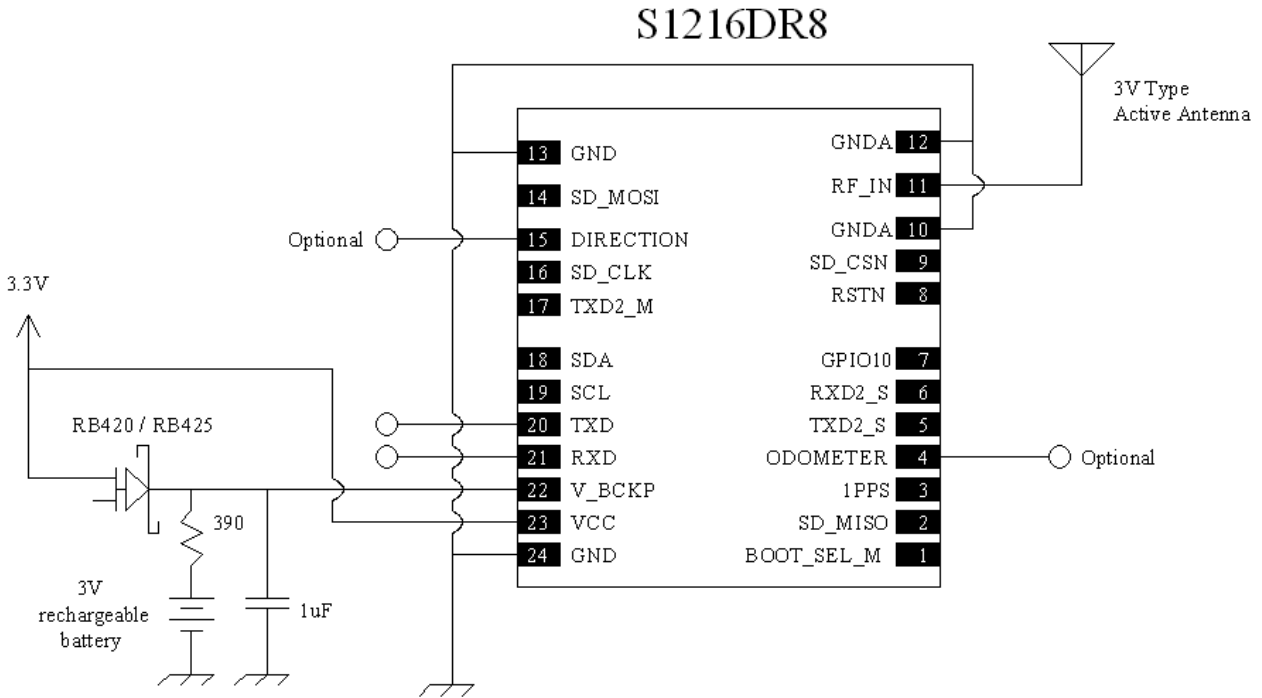 S1216DR8
3V Type
Active Antenna
13 GND
14 SD_MOSI
Optional
15 DIRECTION
16 SD_CLK
17 TXD2_M
18 SDA
19 SCL
20 TXD
21 RXD
22 V_BCKP
23 VCC
24 GND
GNDA 12
RF_IN 11
GNDA 10
SD_CSN 9
RSTN 8
GPIO10 7
RXD2_S 6
TXD2_S 5
ODOMETER 4
Optional
1PPS 3
SD_MISO 2
BOOT_SEL_M 1
3.3V
RB420 / RB425
390
3V
rechargeable
battery
1uF